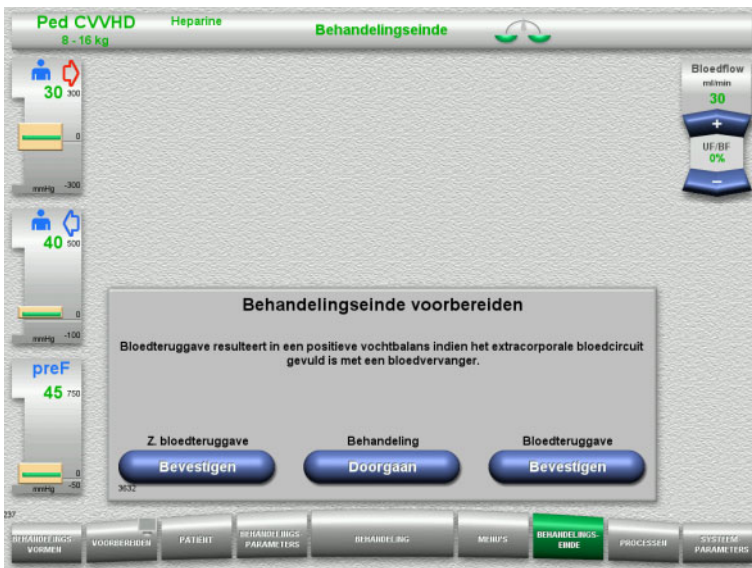 Ped CVVHD
8 - 16 kg
Heparine
Behandelingseinde
30
300
0
-300
mmHg
40
500
0
-100
mmHg
preF
45
750
0
-50
mmHg
Bloedflow
ml/min
30
+
UF/BF
0%
−
Behandelingseinde voorbereiden
Bloedteruggave resulteert in een positieve vochtbalans indien het extracorporale bloedcircuit
gevuld is met een bloedvervanger.
Z. bloedteruggave
Behandeling
Bloedteruggave
Bevestigen
Doorgaan
Bevestigen
3632
237
BEHANDELINGS
VORMEN
VOORBEREIDEN
PATIENT
BEHANDELINGS
PARAMETERS
BEHANDELING
MENU'S
BEHANDELINGS-
EINDE
PROCESSEN
SYSTEEM
PARAMETERS